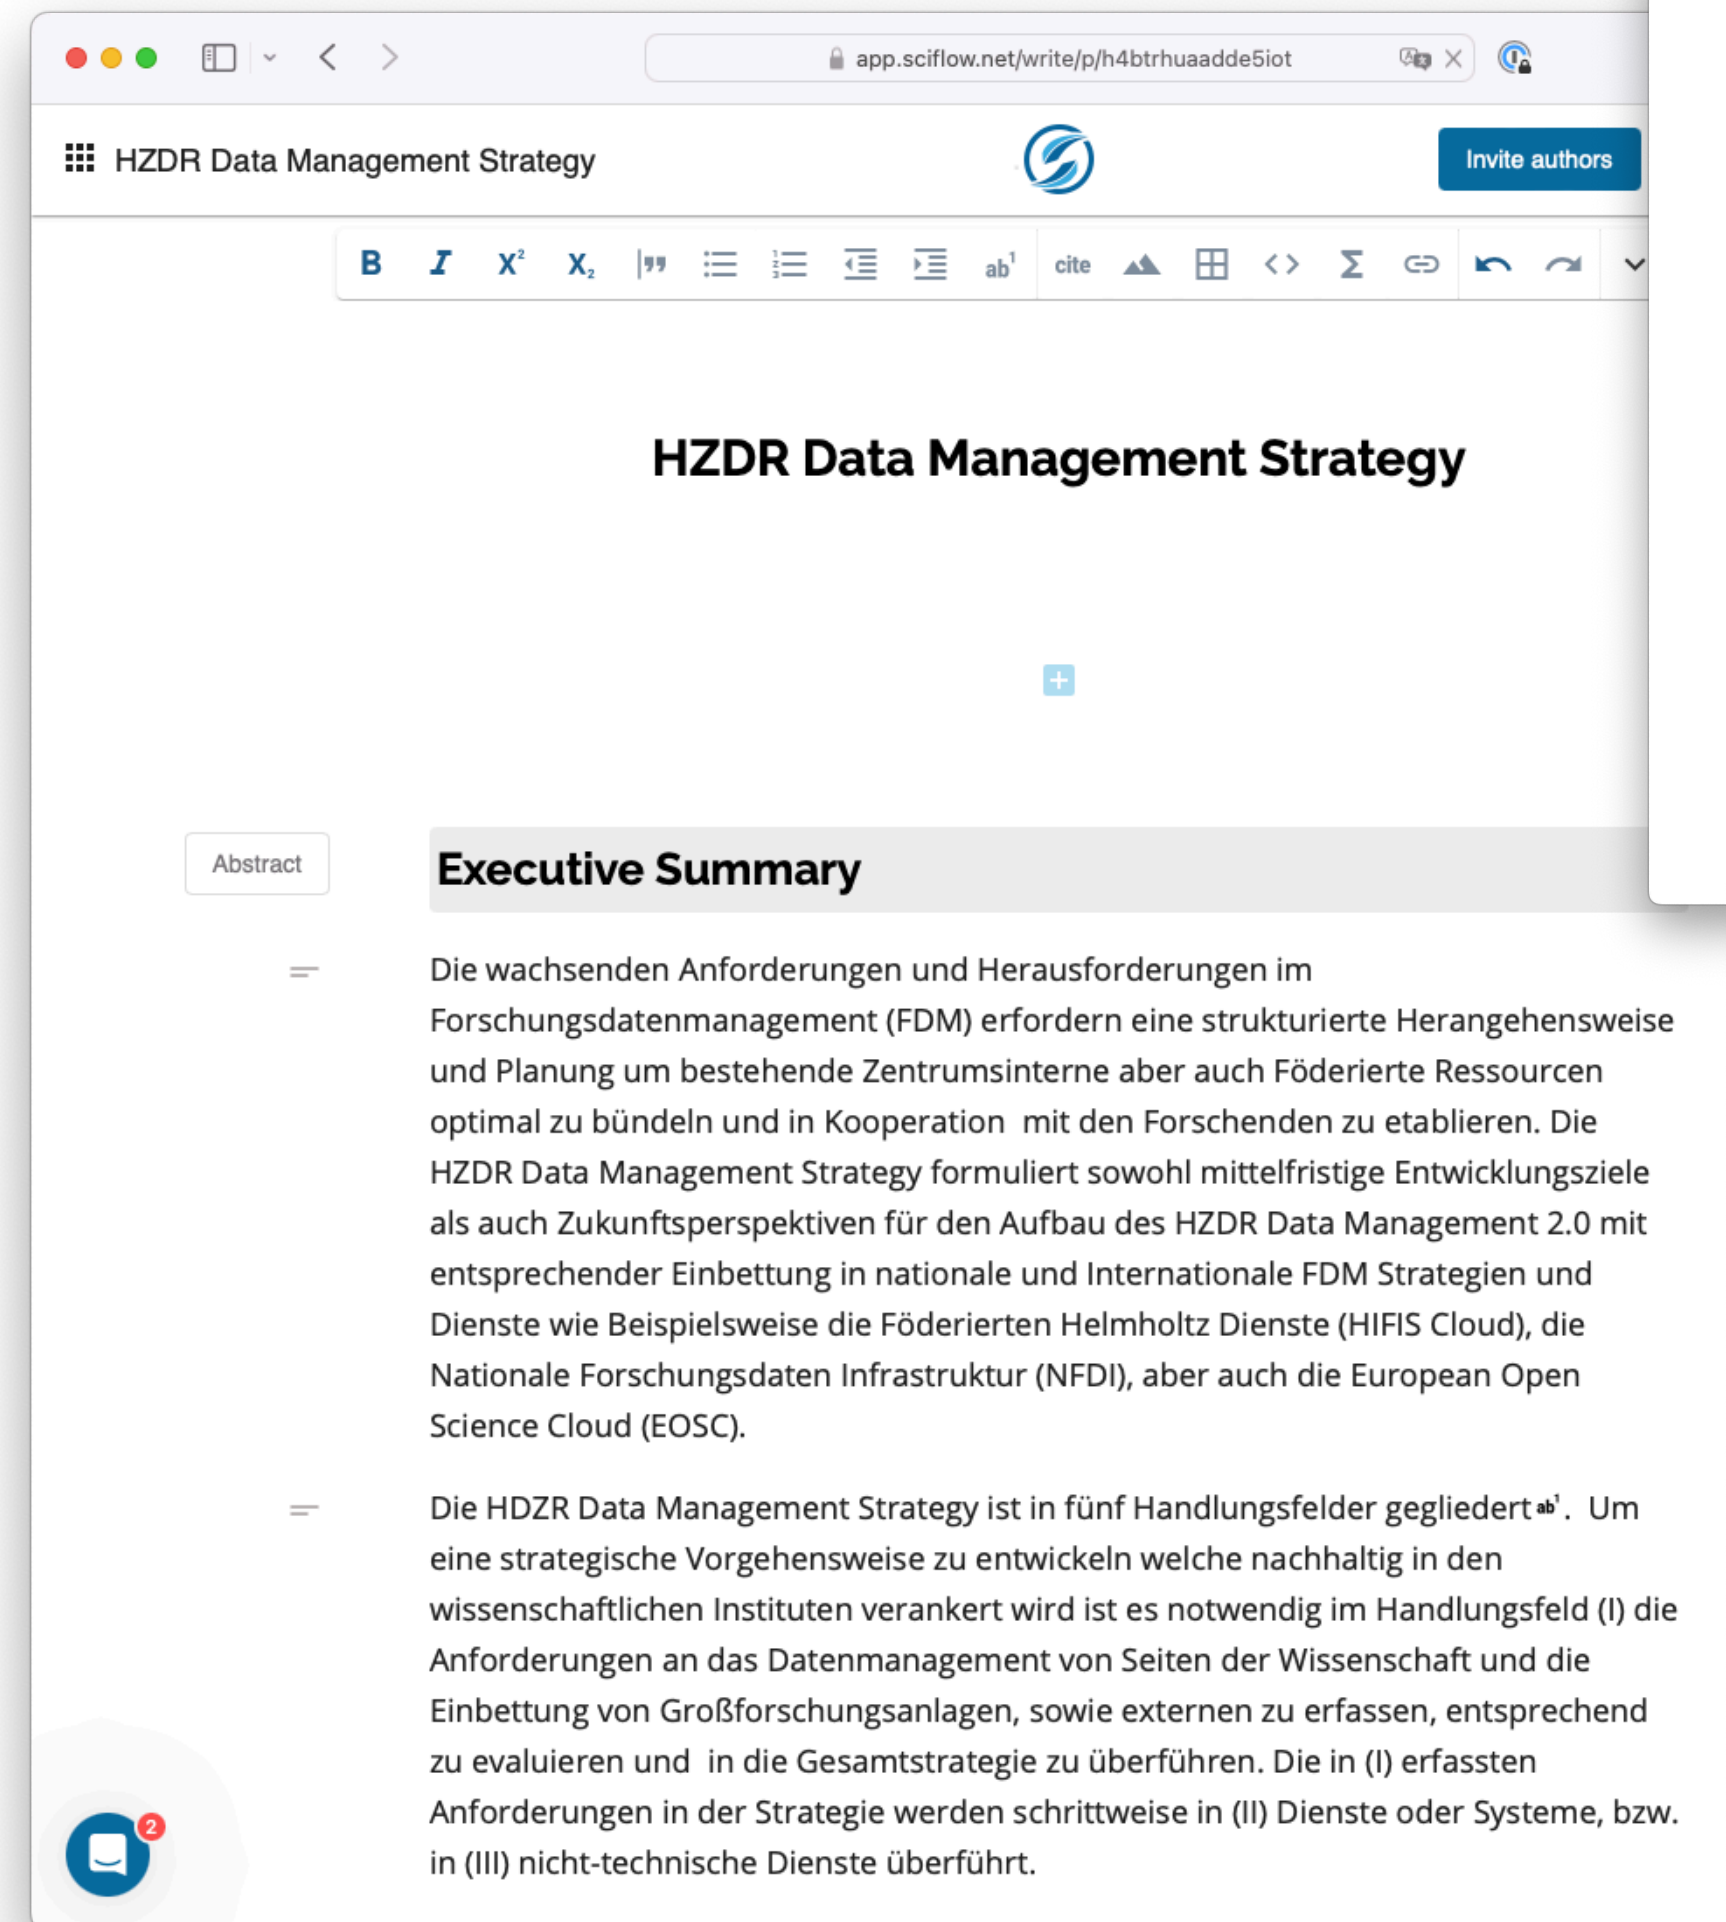 app.sciflow.net/write/p/h4btrhuaadde5iot
HZDR Data Management Strategy
Invite authors
B I X² X₂ ab¹ cite
HZDR Data Management Strategy
Abstract
Executive Summary
Die wachsenden Anforderungen und Herausforderungen im
Forschungsdatenmanagement (FDM) erfordern eine strukturierte Herangehensweise
und Planung um bestehende Zentrumsinterne aber auch Föderierte Ressourcen
optimal zu bündeln und in Kooperation  mit den Forschenden zu etablieren. Die
HZDR Data Management Strategy formuliert sowohl mittelfristige Entwicklungsziele
als auch Zukunftsperspektiven für den Aufbau des HZDR Data Management 2.0 mit
entsprechender Einbettung in nationale und Internationale FDM Strategien und
Dienste wie Beispielsweise die Föderierten Helmholtz Dienste (HIFIS Cloud), die
Nationale Forschungsdaten Infrastruktur (NFDI), aber auch die European Open
Science Cloud (EOSC).
Die HDZR Data Management Strategy ist in fünf Handlungsfelder gegliedert ab¹.  Um
eine strategische Vorgehensweise zu entwickeln welche nachhaltig in den
wissenschaftlichen Instituten verankert wird ist es notwendig im Handlungsfeld (I) die
Anforderungen an das Datenmanagement von Seiten der Wissenschaft und die
Einbettung von Großforschungsanlagen, sowie externen zu erfassen, entsprechend
zu evaluieren und  in die Gesamtstrategie zu überführen. Die in (I) erfassten
Anforderungen in der Strategie werden schrittweise in (II) Dienste oder Systeme, bzw.
in (III) nicht-technische Dienste überführt.
2